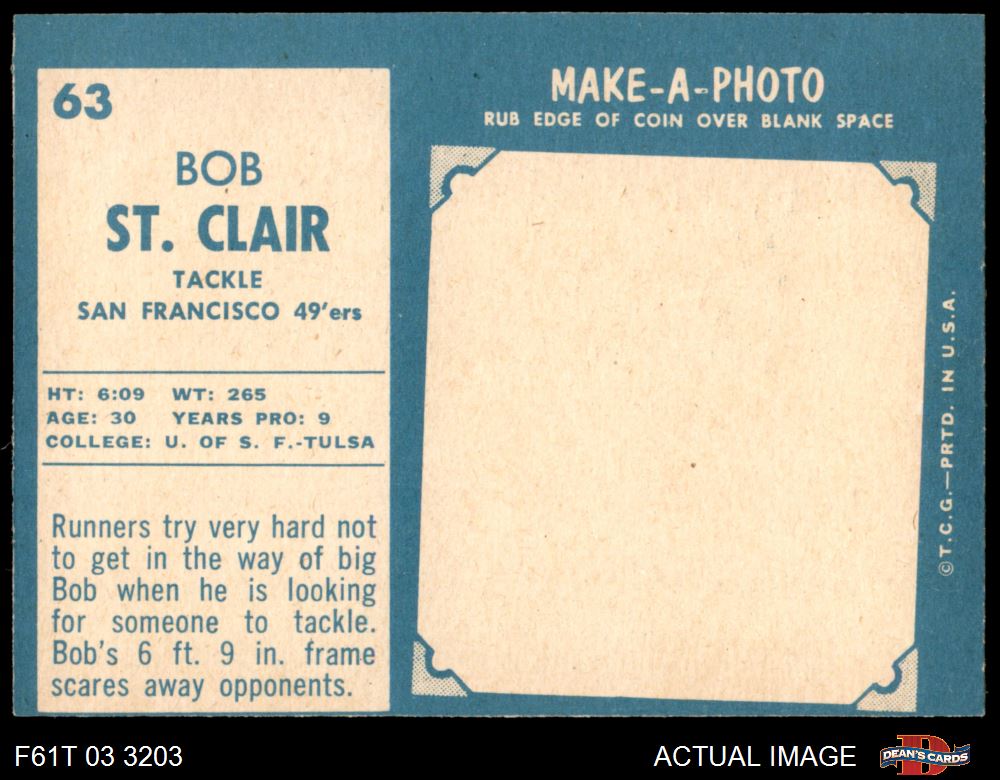 63
BOB
ST. CLAIR
TACKLE
SAN FRANCISCO 49'ers
HT: 6:09 WT: 265
AGE: 30 YEARS PRO: 9
COLLEGE: U. OF S. F.-TULSA
Runners try very hard not
to get in the way of big
Bob when he is looking
for someone to tackle.
Bob's 6 ft. 9 in. frame
scares away opponents.
MAKE-A-PHOTO
RUB EDGE OF COIN OVER BLANK SPACE
©T.C.G.—PRTD. IN U.S.A.
F61T 03 3203
ACTUAL IMAGE
DEAN'S CARDS